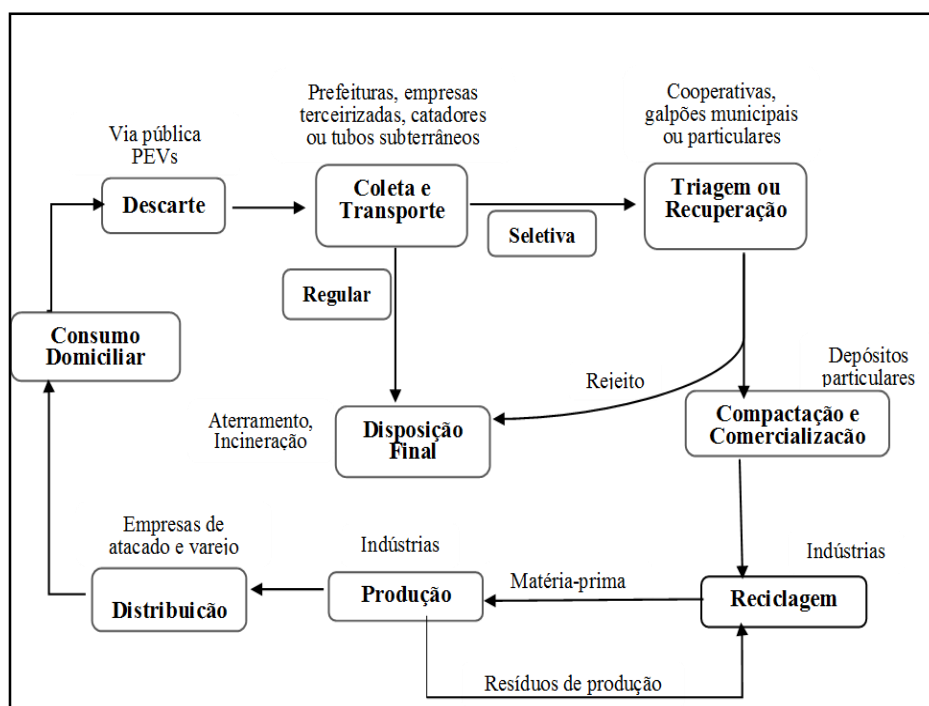 Prefeituras, empresas
terceirizadas, catadores
ou tubos subterrâneos
Cooperativas,
galpões municipais
ou particulares
Via pública
PEVs
Descarte
Coleta e
Transporte
Seletiva
Triagem ou
Recuperação
Regular
Consumo
Domiciliar
Rejeito
Depósitos
particulares
Aterramento,
Incineração
Disposição
Final
Compactação e
Comercializacão
Empresas de
atacado e varejo
Indústrias
Indústrias
Distribuicão
Produção
Matéria-prima
Reciclagem
Resíduos de produção